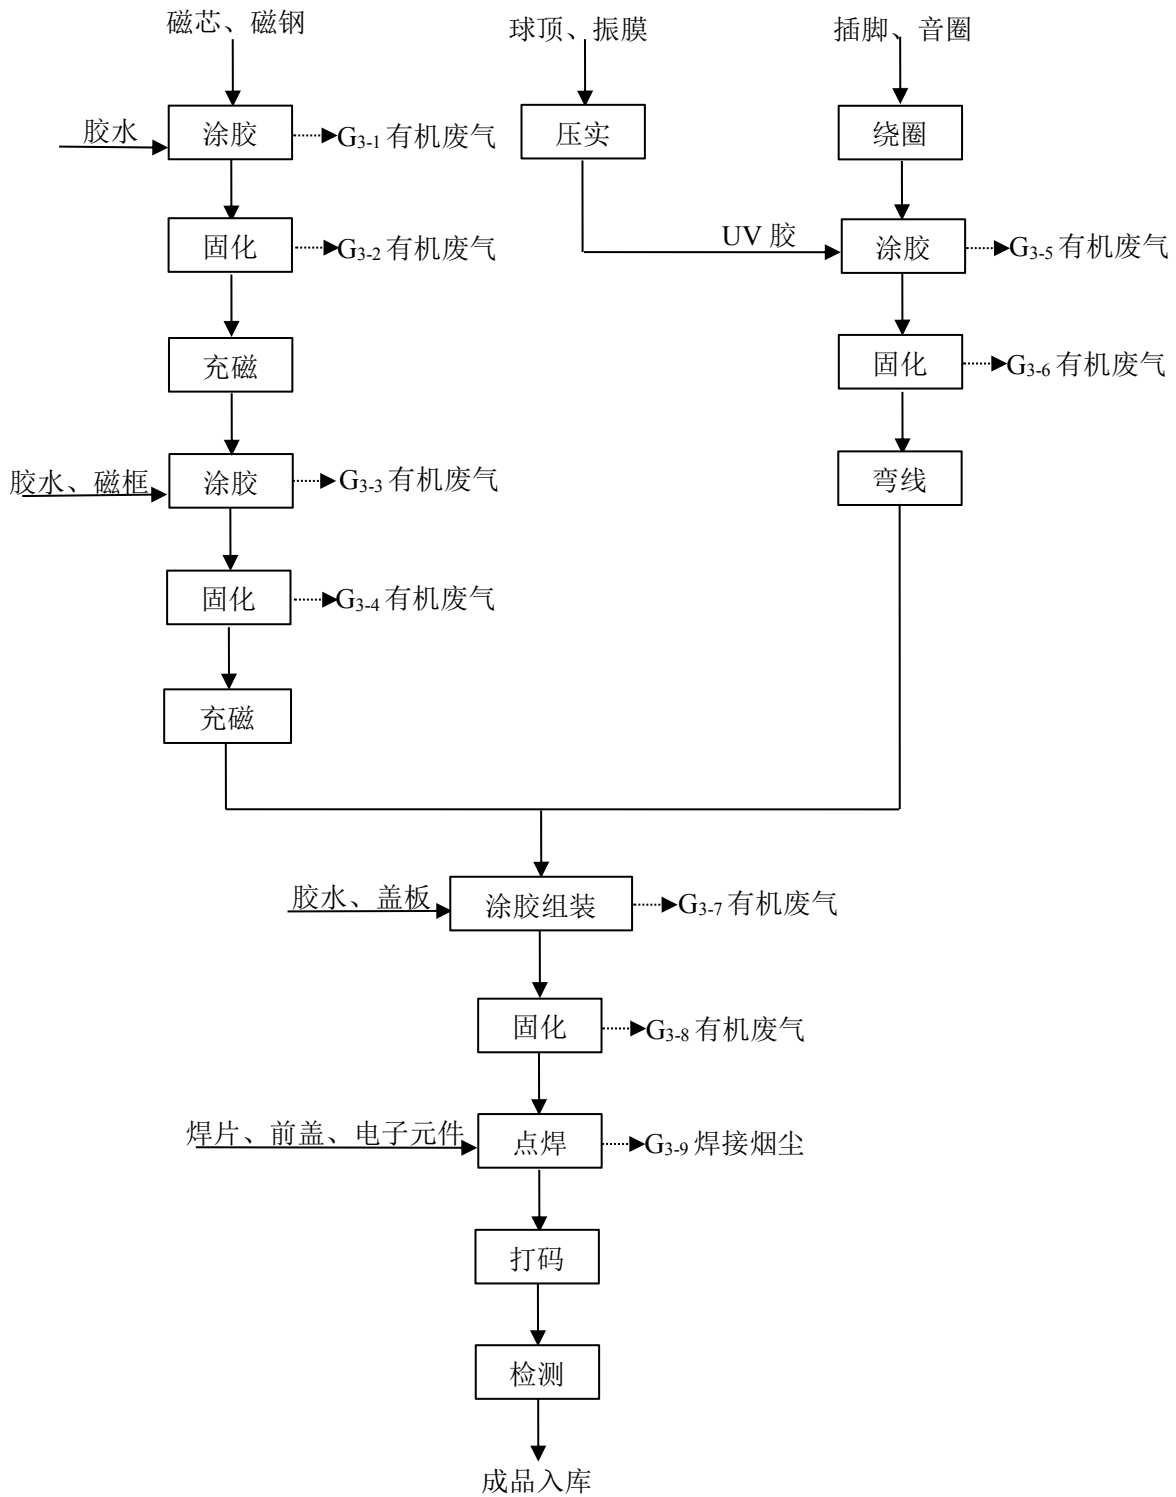 磁芯、磁钢
球顶、振膜
插脚、音圈
胶水
涂胶
G3-1 有机废气
压实
绕圈
固化
G3-2 有机废气
UV 胶
涂胶
G3-5 有机废气
充磁
固化
G3-6 有机废气
胶水、磁框
涂胶
G3-3 有机废气
弯线
固化
G3-4 有机废气
充磁
胶水、盖板
涂胶组装
G3-7 有机废气
固化
G3-8 有机废气
焊片、前盖、电子元件
点焊
G3-9 焊接烟尘
打码
检测
成品入库